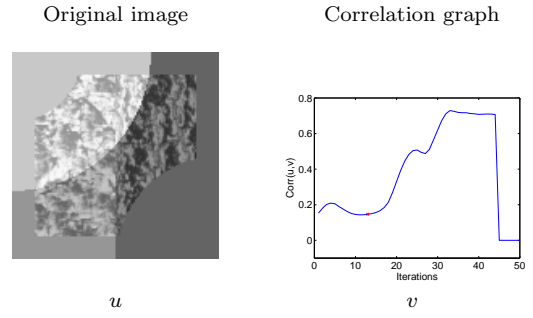 Original image
Correlation graph
0.8
0.6
0.4
0.2
0
Corr(u,v)
0 10 20 30 40 50
Iterations
u
v